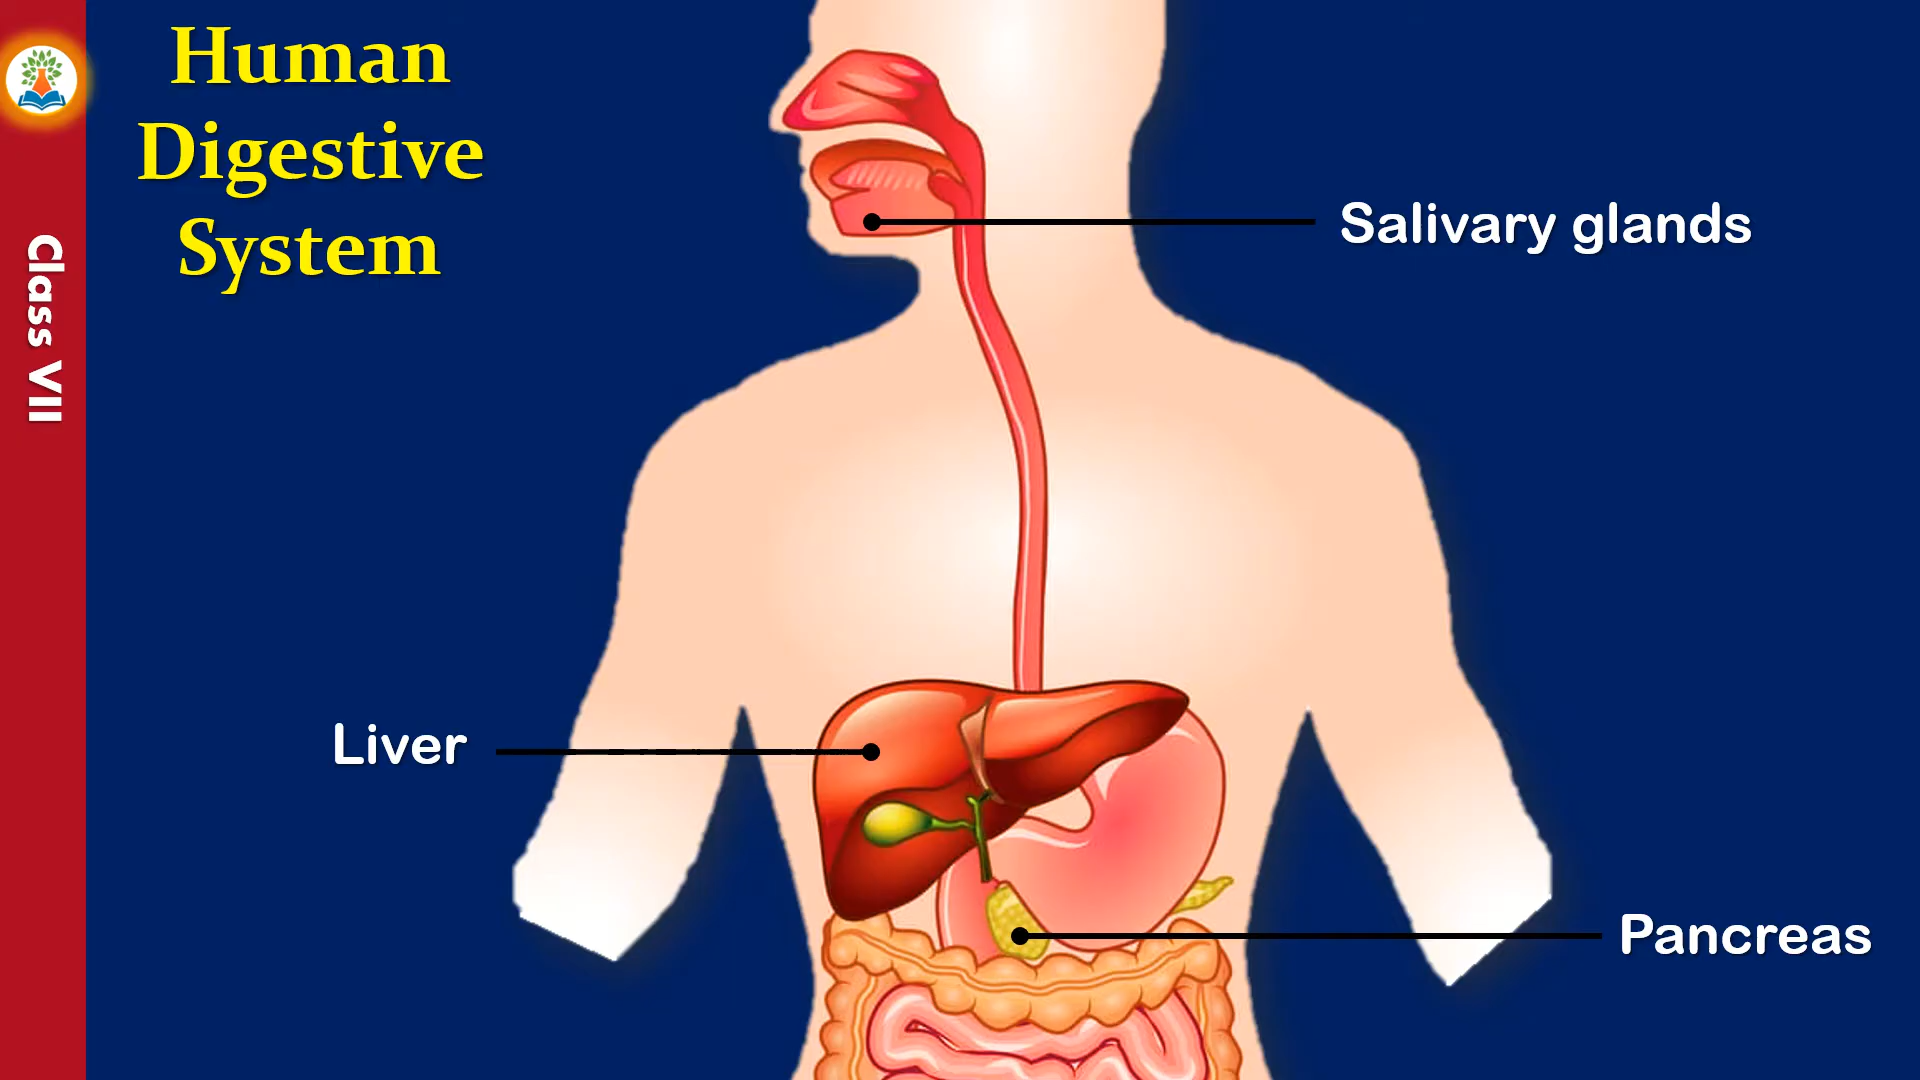 Human
Digestive
System
Class VII
Salivary glands
Liver
Pancreas